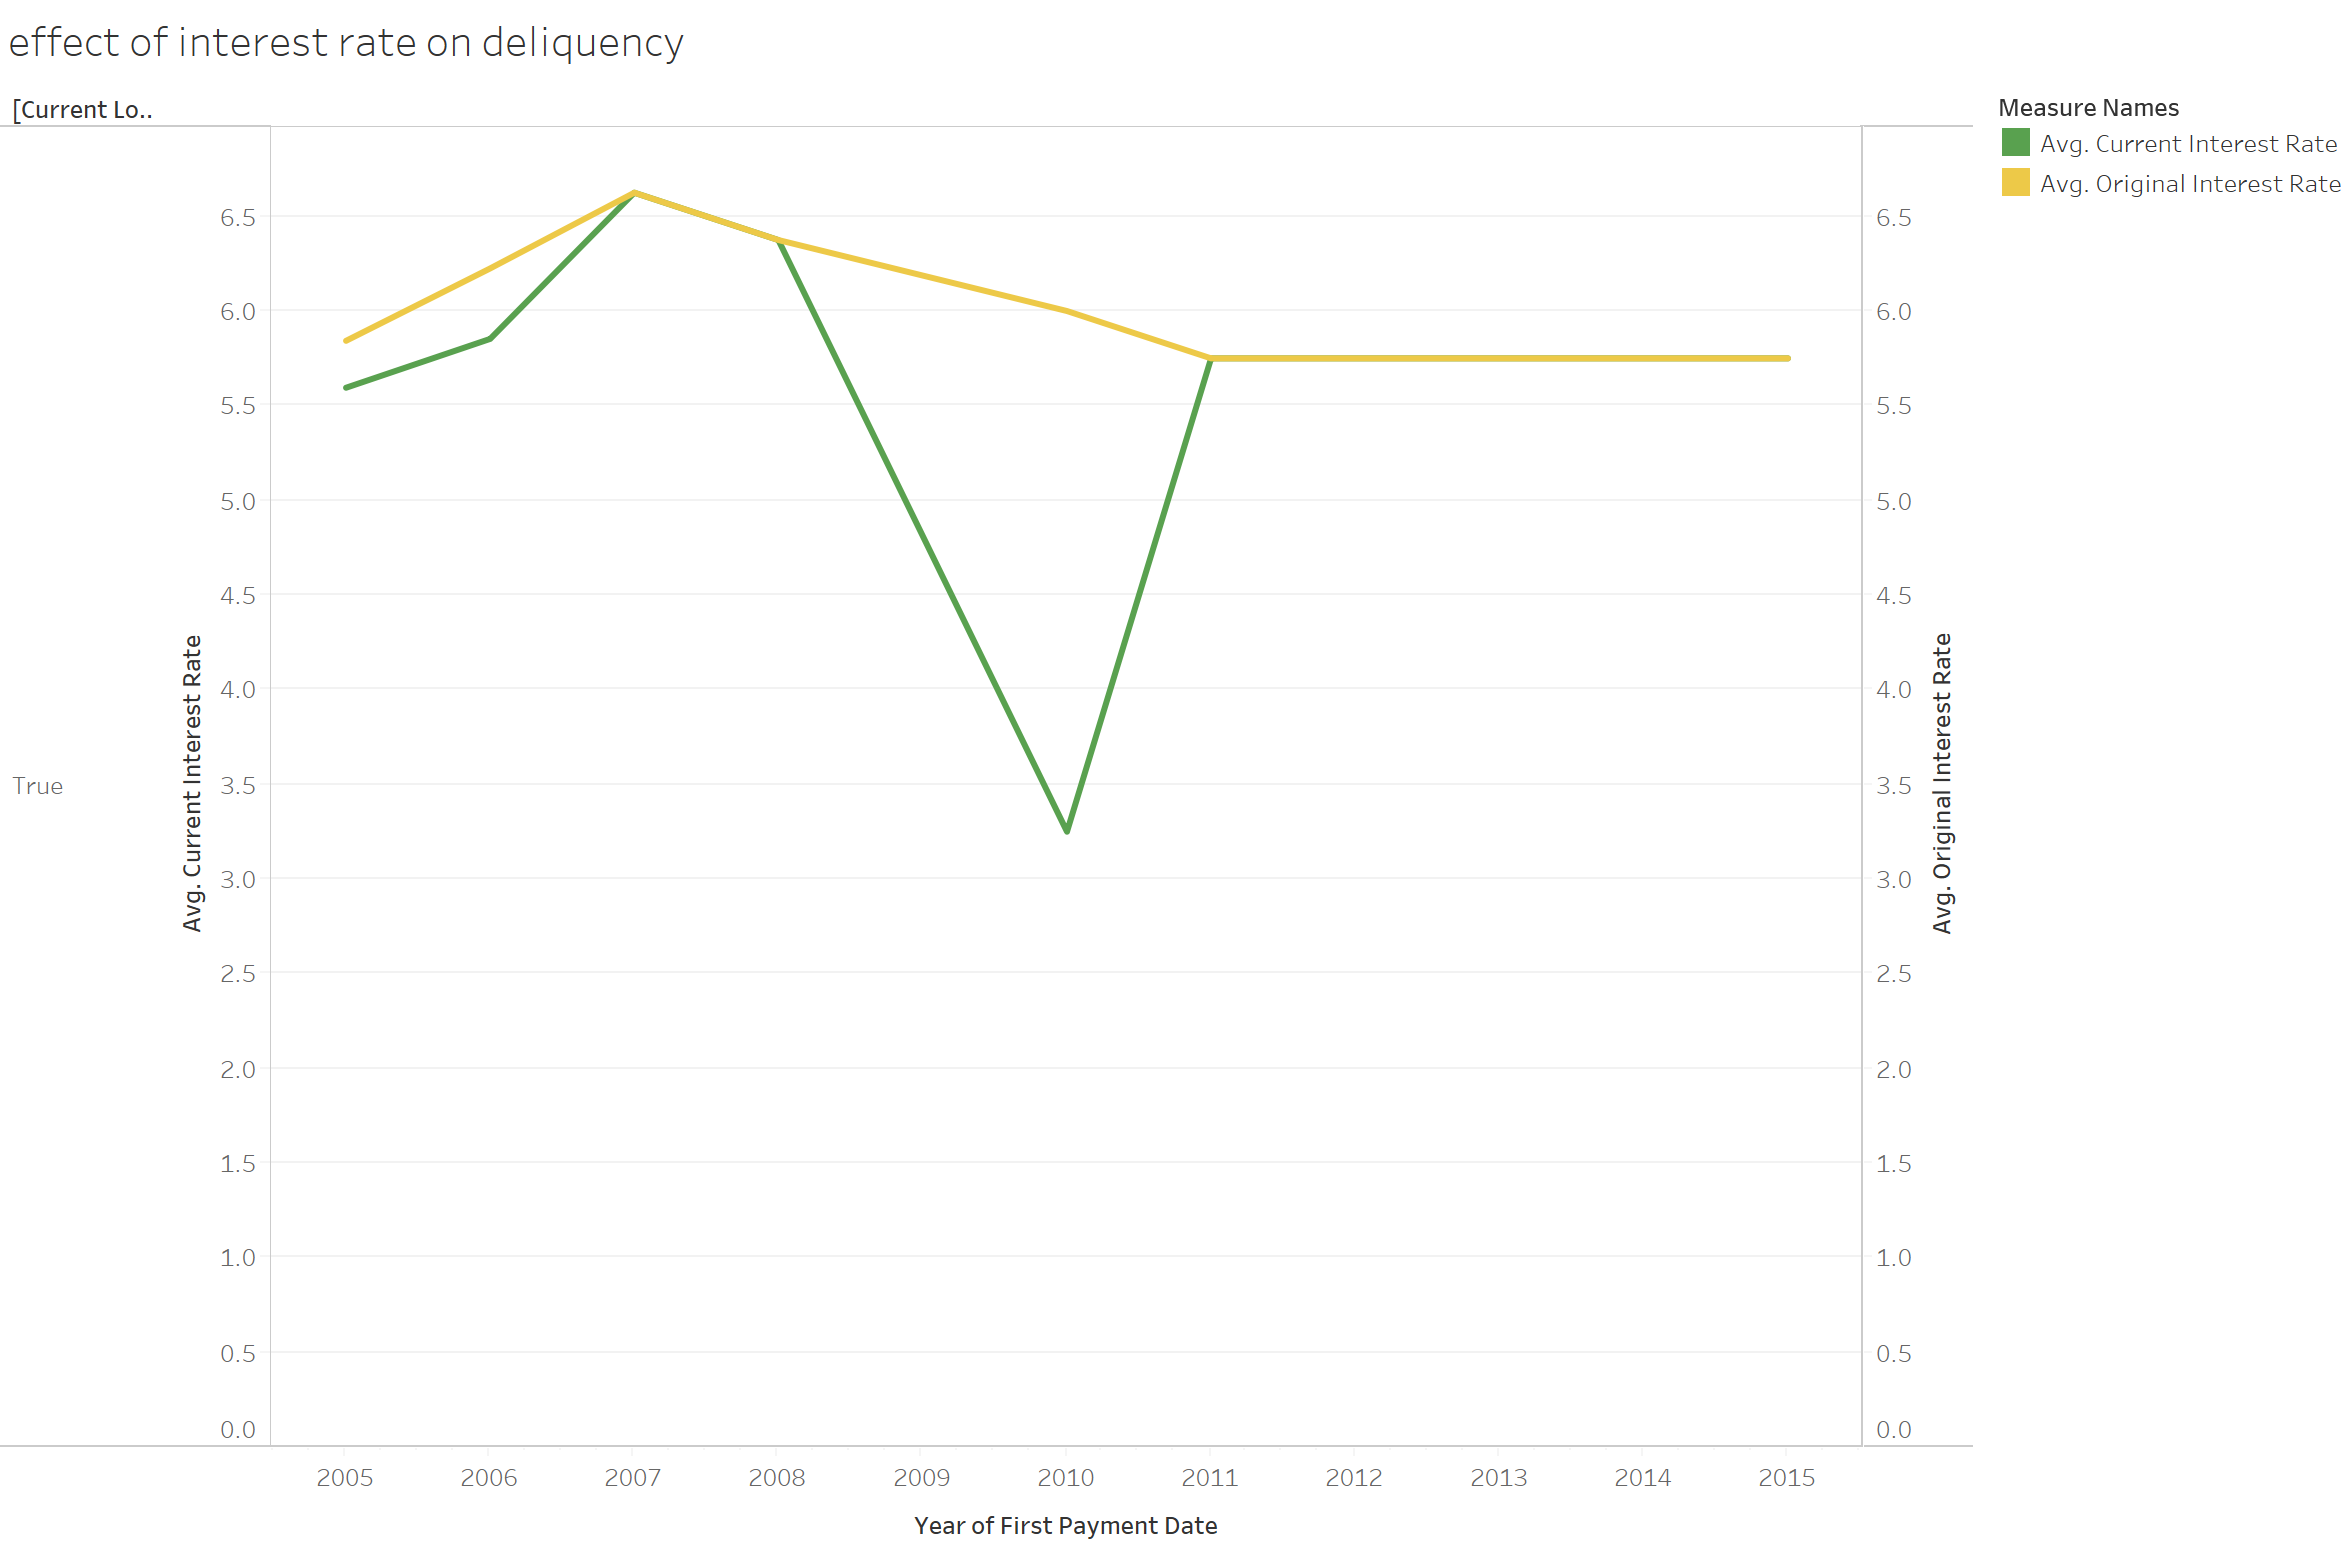 effect of interest rate on deliquency
[Current Lo..
Measure Names
Avg. Current Interest Rate
Avg. Original Interest Rate
True
Avg. Current Interest Rate
6.5
6.0
5.5
5.0
4.5
4.0
3.5
3.0
2.5
2.0
1.5
1.0
0.5
0.0
6.5
6.0
5.5
5.0
4.5
4.0
3.5
3.0
2.5
2.0
1.5
1.0
0.5
0.0
Avg. Original Interest Rate
2005 2006 2007 2008 2009 2010 2011 2012 2013 2014 2015
Year of First Payment Date